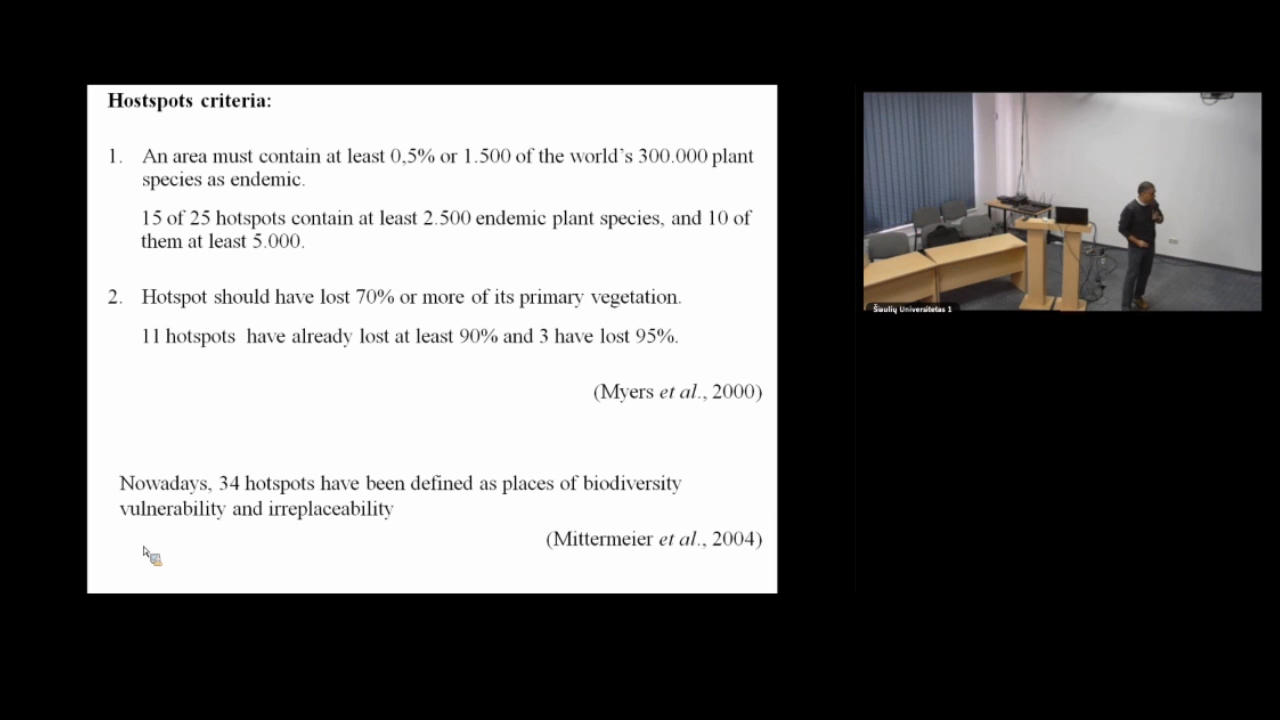 Hostspots criteria:
1. An area must contain at least 0,5% or 1.500 of the world's 300.000 plant
species as endemic.
15 of 25 hotspots contain at least 2.500 endemic plant species, and 10 of
them at least 5.000.
2. Hotspot should have lost 70% or more of its primary vegetation.
11 hotspots have already lost at least 90% and 3 have lost 95%.
(Myers et al., 2000)
Nowadays, 34 hotspots have been defined as places of biodiversity
vulnerability and irreplaceability
(Mittermeier et al., 2004)
Šiaulių Universitetas 1